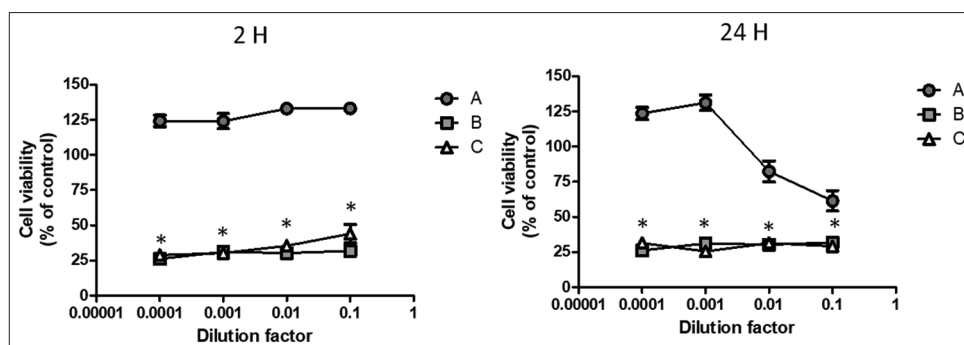 2 H
Cell viability
(% of control)
150
125
100
75
50
25
0
* * * *
0.00001 0.0001 0.001 0.01 0.1 1
Dilution factor
A
B
C
24 H
Cell viability
(% of control)
150
125
100
75
50
25
0
* * * *
0.00001 0.0001 0.001 0.01 0.1 1
Dilution factor
A
B
C